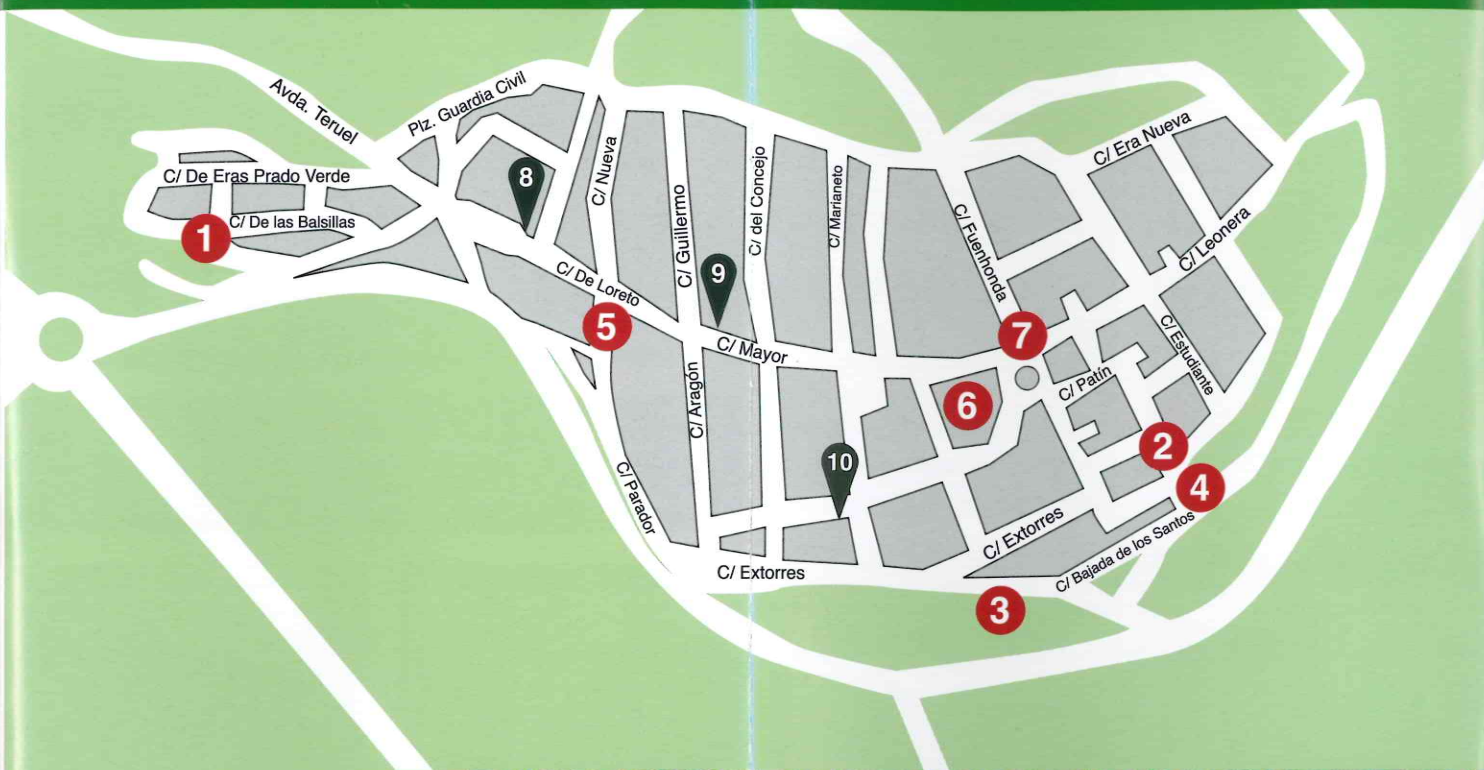 Avda. Teruel
Plz. Guardia Civil
C/ De Eras Prado Verde
C/ De las Balsillas
1
8
C/ Nueva
C/ Guillermo
C/ del Concejo
C/ Marianeto
C/ Fuenhonda
C/ Era Nueva
C/ Leonera
9
C/ De Loreto
5
C/ Mayor
7
C/ Estudiante
C/ Patín
6
C/ Aragón
10
2
4
C/ Parador
C/ Extorres
C/ Bajada de los Santos
C/ Extorres
3